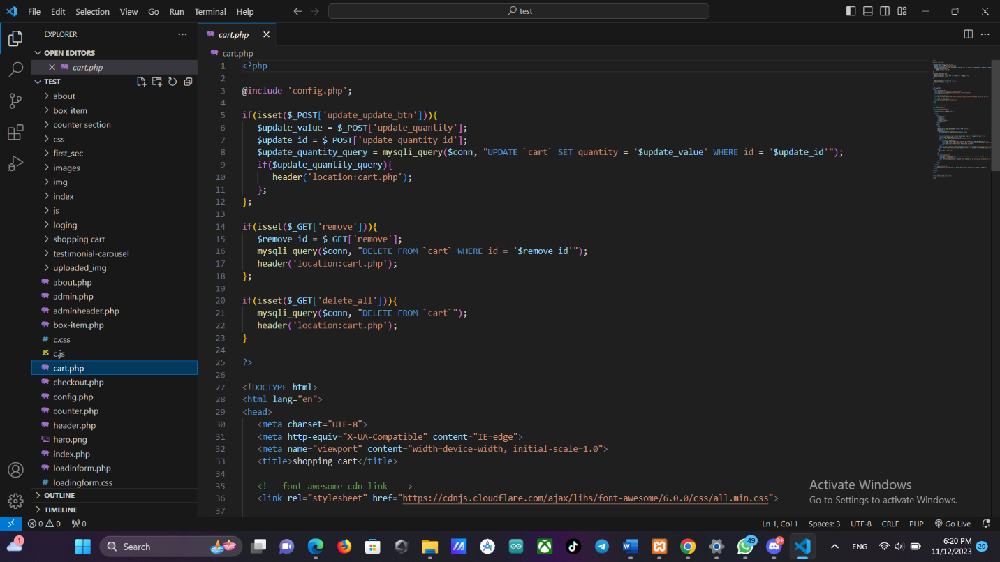 File Edit Selection View Go Run Terminal Help
test
EXPLORER
OPEN EDITORS
cart.php
TEST
about
box_item
counter section
css
first_sec
images
img
index
js
loging
shopping cart
testimonial-carousel
uploaded_img
about.php
admin.php
adminheader.php
box-item.php
# c.css
JS c.js
cart.php
checkout.php
config.php
counter.php
header.php
hero.png
index.php
loadinform.php
# loadingform.css
OUTLINE
TIMELINE
cart.php
cart.php
1 <?php
2
3 @include 'config.php';
4
5 if(isset($_POST['update_update_btn'])){
6 $update_value = $_POST['update_quantity'];
7 $update_id = $_POST['update_quantity_id'];
8 $update_quantity_query = mysqli_query($conn, "UPDATE `cart` SET quantity = '$update_value' WHERE id = '$update_id'");
9 if($update_quantity_query){
10 header('location:cart.php');
11 };
12 };
13
14 if(isset($_GET['remove'])){
15 $remove_id = $_GET['remove'];
16 mysqli_query($conn, "DELETE FROM `cart` WHERE id = '$remove_id'");
17 header('location:cart.php');
18 };
19
20 if(isset($_GET['delete_all'])){
21 mysqli_query($conn, "DELETE FROM `cart`");
22 header('location:cart.php');
23 }
24
25 ?>
26
27 <!DOCTYPE html>
28 <html lang="en">
29 <head>
30 <meta charset="UTF-8">
31 <meta http-equiv="X-UA-Compatible" content="IE=edge">
32 <meta name="viewport" content="width=device-width, initial-scale=1.0">
33 <title>shopping cart</title>
34
35 <!-- font awesome cdn link  -->
36 <link rel="stylesheet" href="https://cdnjs.cloudflare.com/ajax/libs/font-awesome/6.0.0/css/all.min.css">
37
Activate Windows
Go to Settings to activate Windows.
0 0 0
Ln 1, Col 1 Spaces: 3 UTF-8 CRLF PHP Go Live
1
Search
49
9+
ENG
6:20 PM
11/12/2023
20